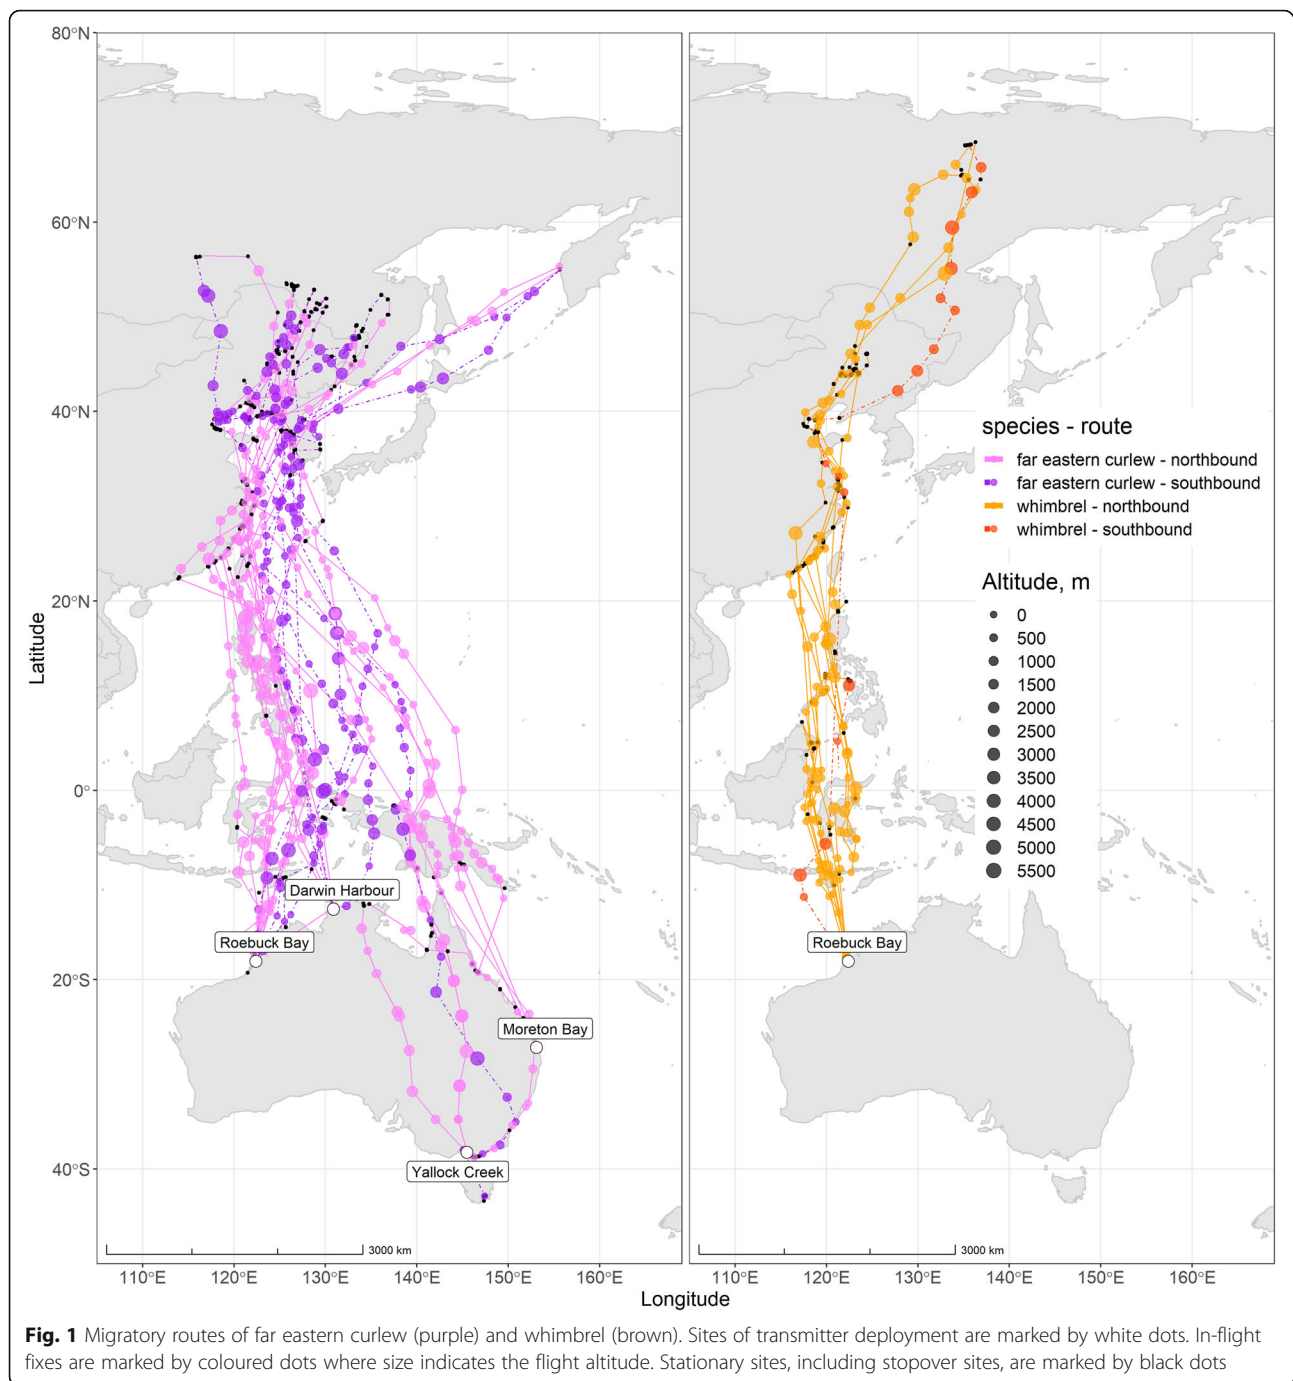 80°N
60°N
40°N
20°N
0°
20°S
40°S
Latitude
Darwin Harbour
Roebuck Bay
Moreton Bay
Yallock Creek
3000 km
110°E
120°E
130°E
140°E
150°E
160°E
Roebuck Bay
3000 km
110°E
120°E
130°E
140°E
150°E
160°E
Longitude
species - route
far eastern curlew - northbound
far eastern curlew - southbound
whimbrel - northbound
whimbrel - southbound
Altitude, m
0
500
1000
1500
2000
2500
3000
3500
4000
4500
5000
5500
Fig. 1 Migratory routes of far eastern curlew (purple) and whimbrel (brown). Sites of transmitter deployment are marked by white dots. In-flight
fixes are marked by coloured dots where size indicates the flight altitude. Stationary sites, including stopover sites, are marked by black dots